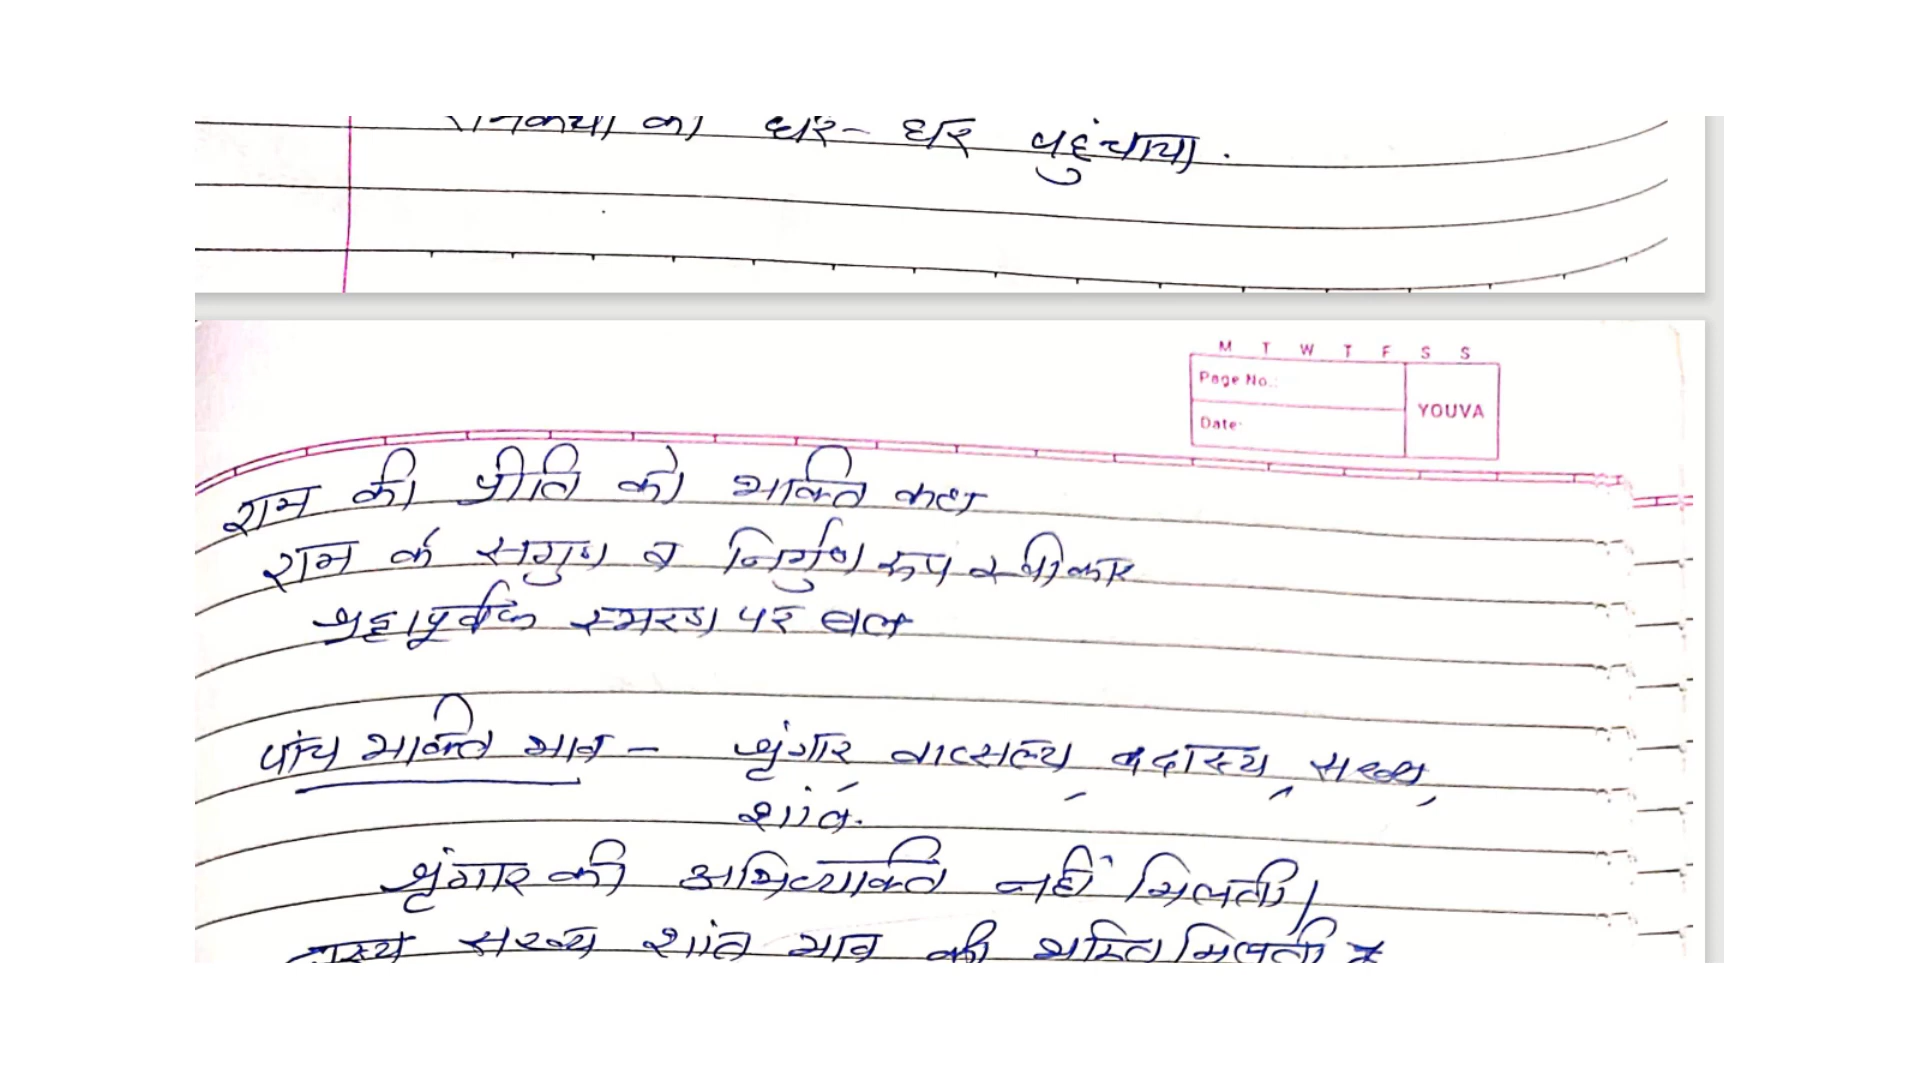 का घर- घर पहुंचाया.
M T W T F S S
Page No.:
YOUVA
Date:
राम की प्रीति को भक्ति कहा
राम के सगुण व निर्गुण रूप स्वीकार
श्रद्धापूर्वक स्मरण पर बल
पांच भक्ति भाव - श्रृंगार, वात्सल्य, दास्य, सख्य,
शांत.
श्रृंगार की अभिव्यक्ति नहीं मिलती।
सख्य शांत भाव की भक्ति मिलती